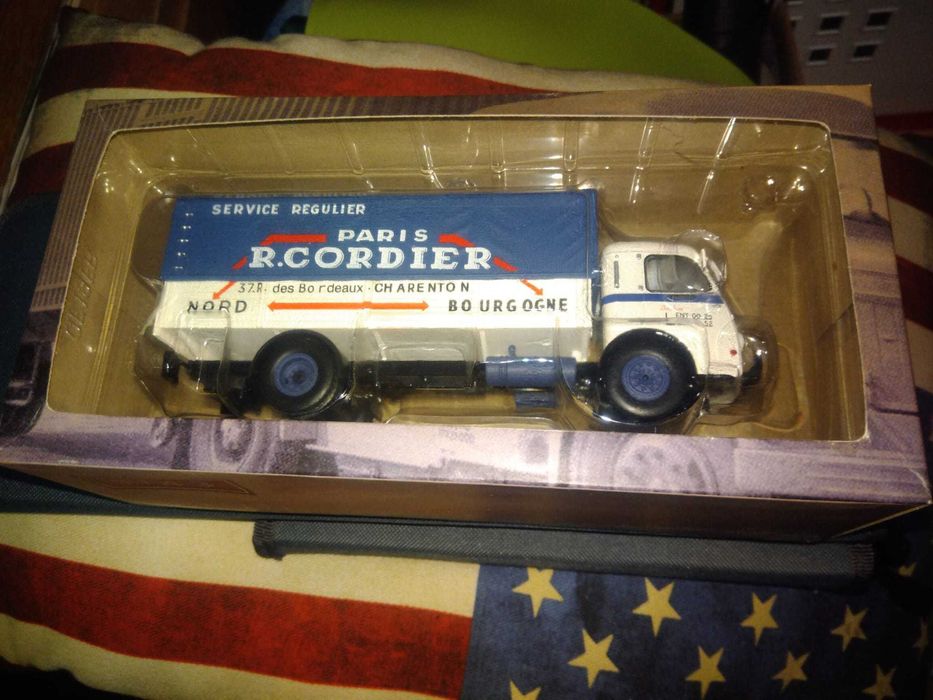 SERVICE REGULIER
PARIS
R.CORDIER
37.R. des Bordeaux · CHARENTON
NORD BOURGOGNE